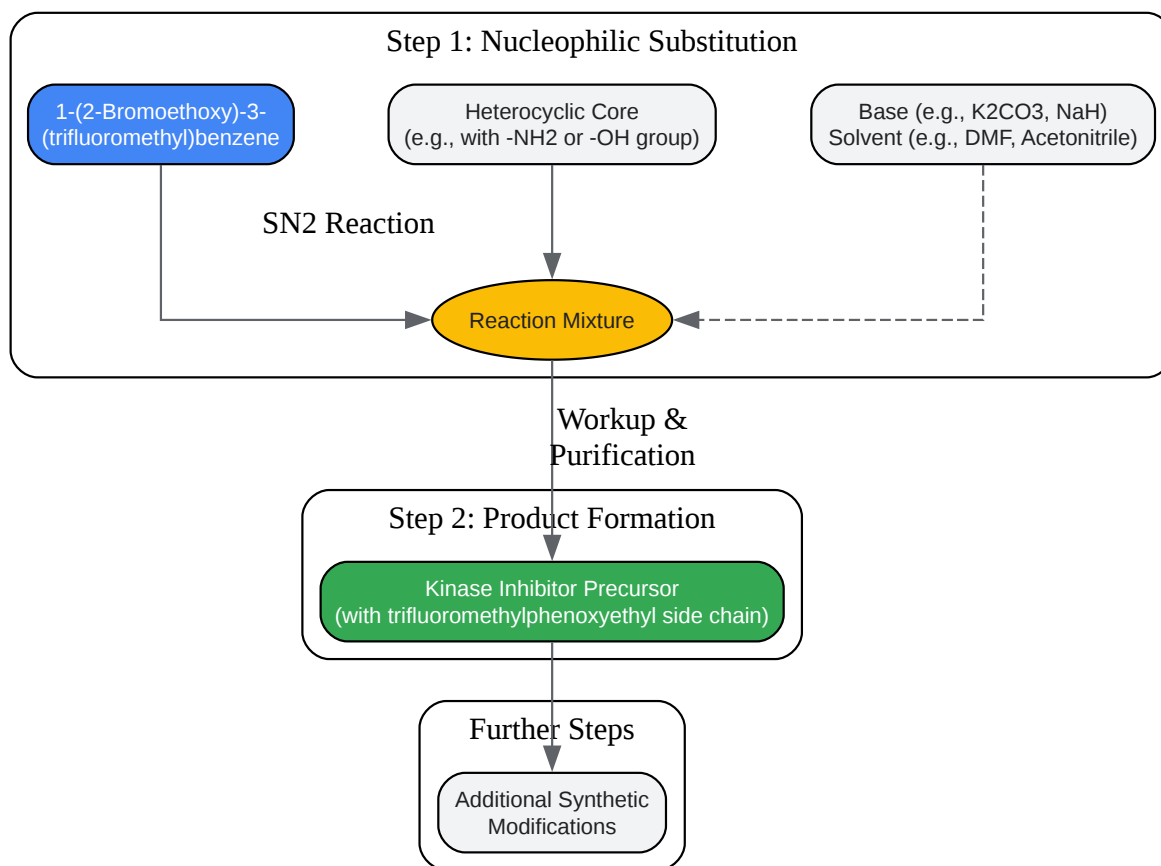 Step 1: Nucleophilic Substitution
1-(2-Bromoethoxy)-3-
(trifluoromethyl)benzene
Heterocyclic Core
(e.g., with -NH2 or -OH group)
Base (e.g., K2CO3, NaH)
Solvent (e.g., DMF, Acetonitrile)
SN2 Reaction
Reaction Mixture
Workup &
Purification
Step 2: Product Formation
Kinase Inhibitor Precursor
(with trifluoromethylphenoxyethyl side chain)
Further Steps
Additional Synthetic
Modifications